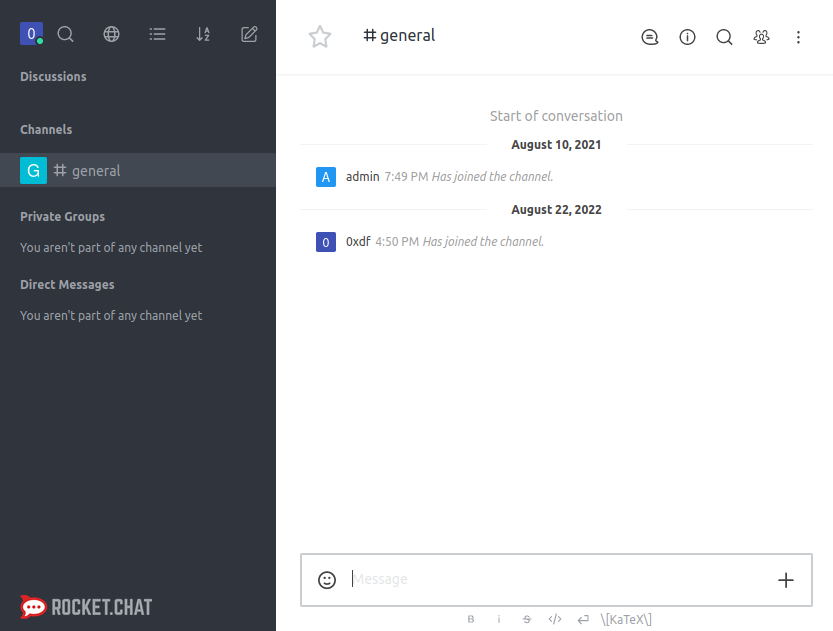 0
Discussions
Channels
G # general
Private Groups
You aren't part of any channel yet
Direct Messages
You aren't part of any channel yet
ROCKET.CHAT
# general
Start of conversation
August 10, 2021
A admin 7:49 PM Has joined the channel.
August 22, 2022
0 0xdf 4:50 PM Has joined the channel.
Message
B i S </> \[KaTeX\]